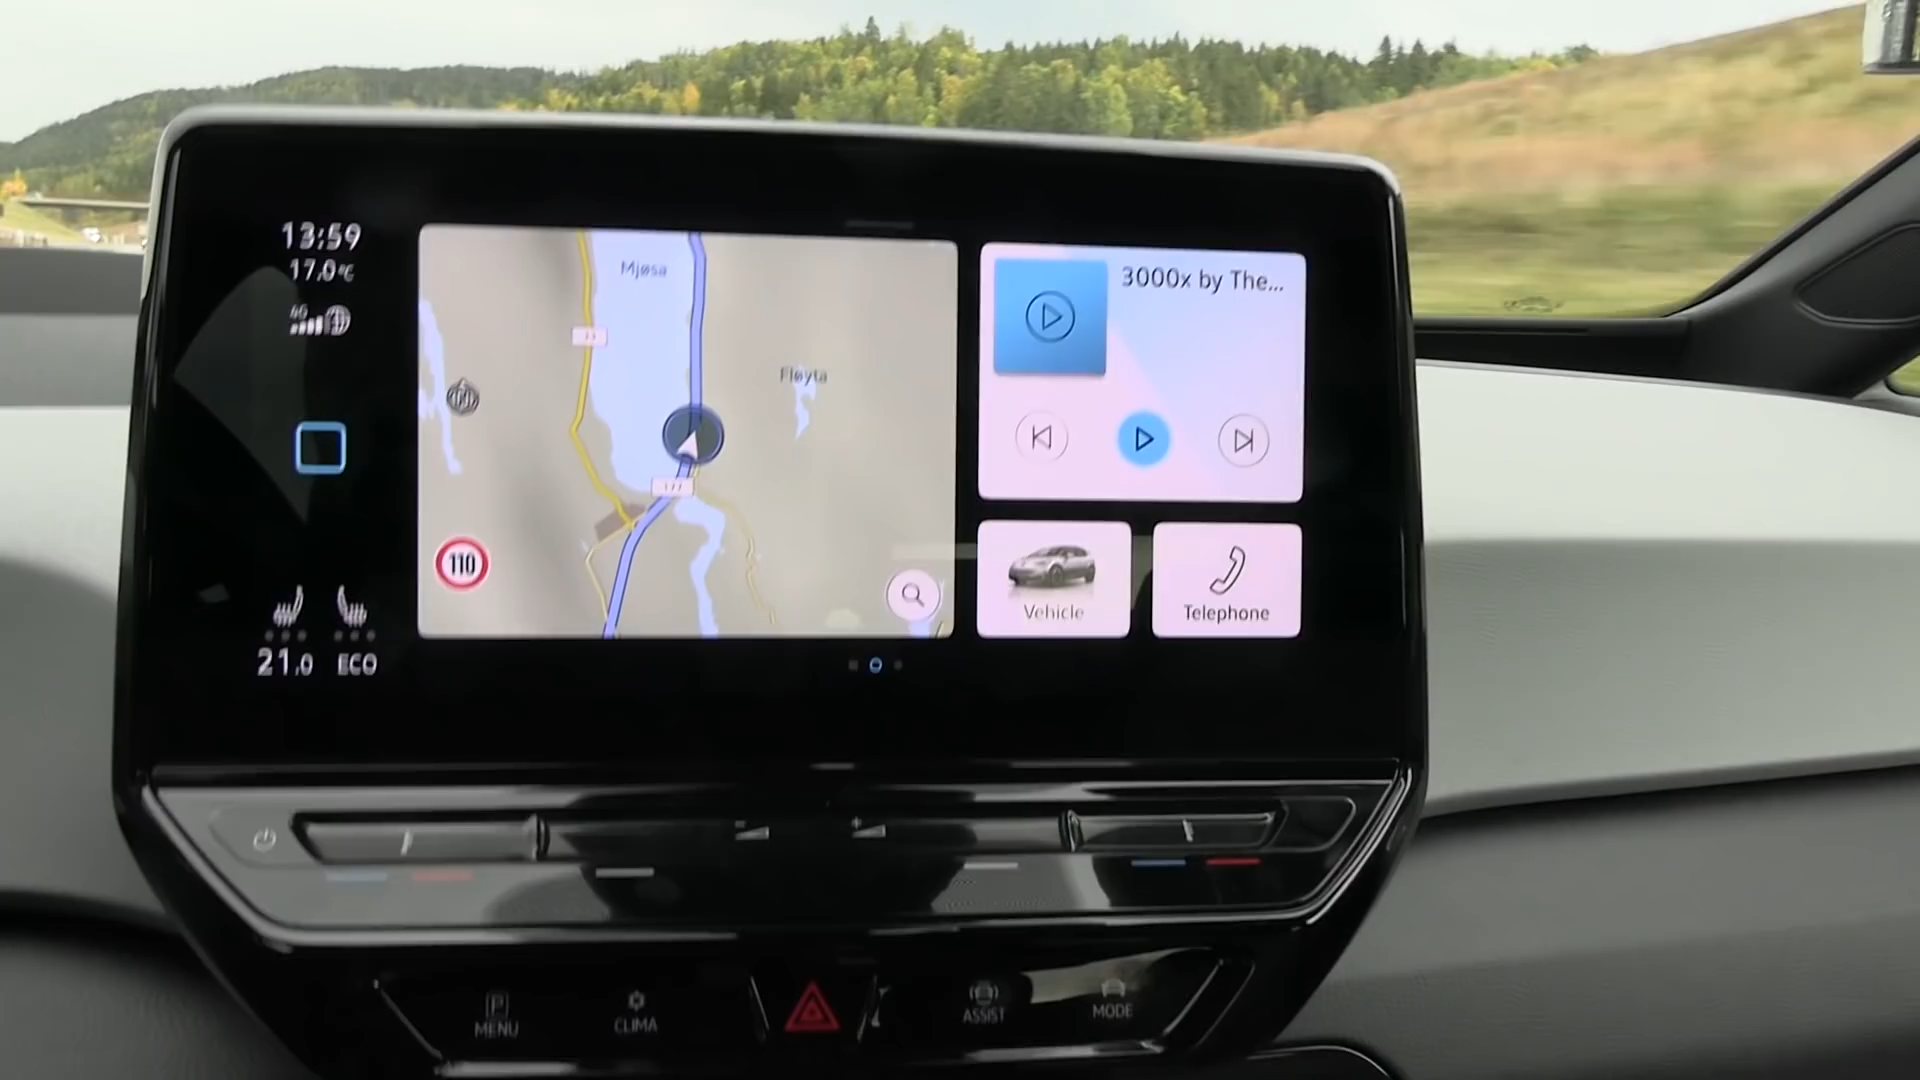 13:59
17.0°C
4G
Mjøsa
Fløyta
110
3000x by The...
Vehicle
Telephone
21.0 ECO
P
MENU
CLIMA
ASSIST
MODE